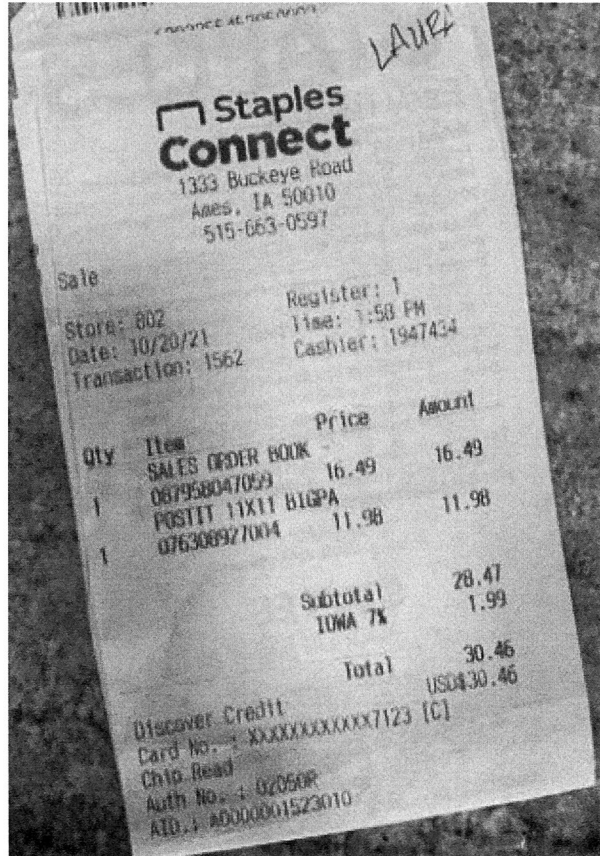 LAURA
Staples
Connect
1333 Buckeye Road
Ames, IA 50010
515-663-0597
Sale
Store: 802 Register: 1
Date: 10/20/21 Time: 1:58 PM
Transaction: 1562 Cashier: 1947434
Qty Item Price Amount
SALES ORDER BOOK
1 087958047059 16.49 16.49
POSTIT 11X11 BIGPA
1 076308927004 11.98 11.98
Subtotal 28.47
IOWA 7% 1.99
Total 30.46
Discover Credit USD$30.46
Card No. : XXXXXXXXXXXX7123 [C]
Chip Read
Auth No. : 02050R
AID.: A0000001523010